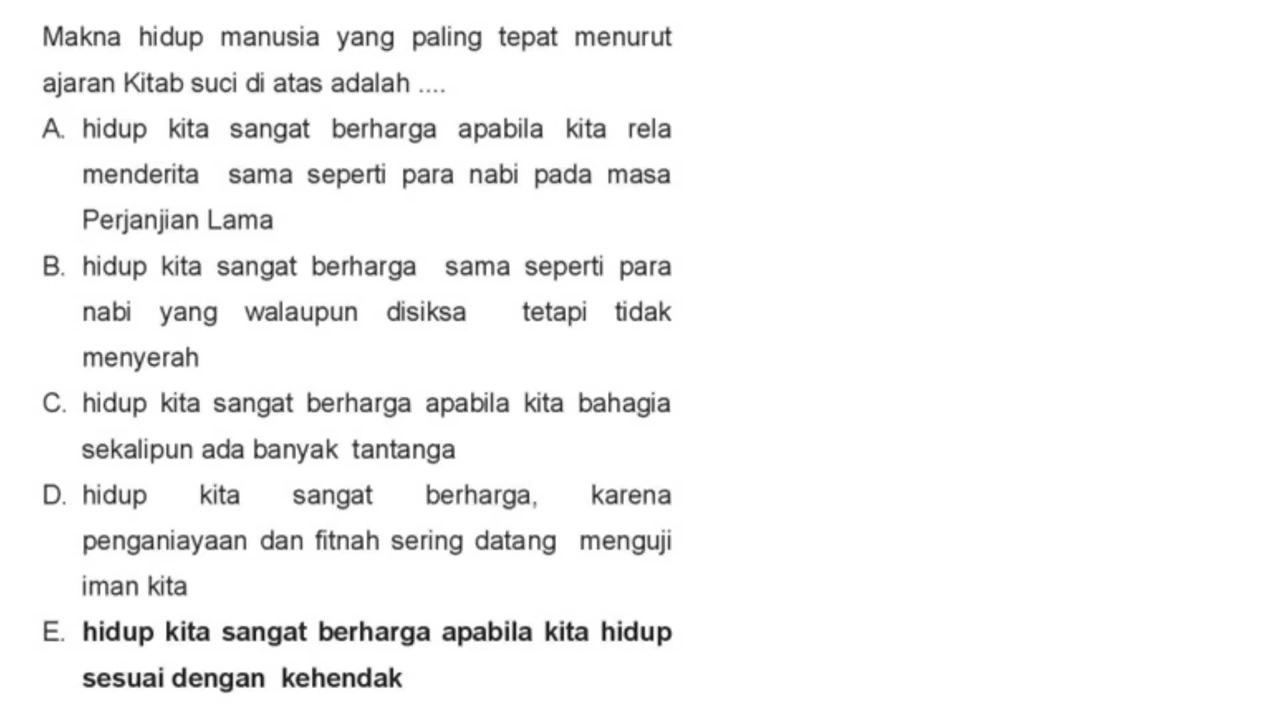 Makna hidup manusia yang paling tepat menurut
ajaran Kitab suci di atas adalah ....
A. hidup kita sangat berharga apabila kita rela
menderita sama seperti para nabi pada masa
Perjanjian Lama
B. hidup kita sangat berharga sama seperti para
nabi yang walaupun disiksa tetapi tidak
menyerah
C. hidup kita sangat berharga apabila kita bahagia
sekalipun ada banyak tantanga
D. hidup kita sangat berharga, karena
penganiayaan dan fitnah sering datang menguji
iman kita
E. hidup kita sangat berharga apabila kita hidup
sesuai dengan kehendak